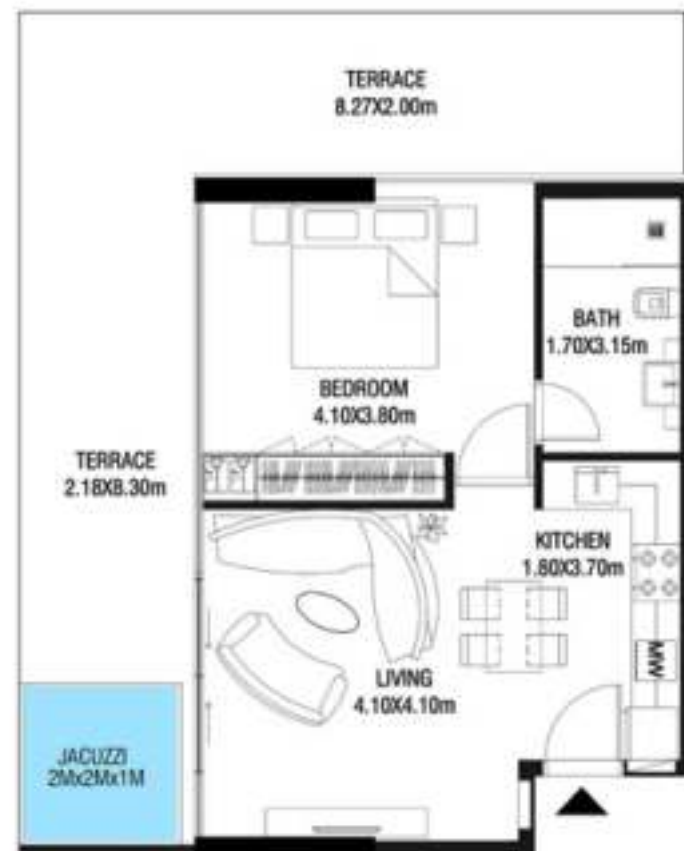 TERRACE
8.27X2.00m
BATH
1.70X3.15m
BEDROOM
4.10X3.80m
TERRACE
2.18X8.30m
KITCHEN
1.80X3.70m
MW
LIVING
4.10X4.10m
JACUZZI
2Mx2Mx1M